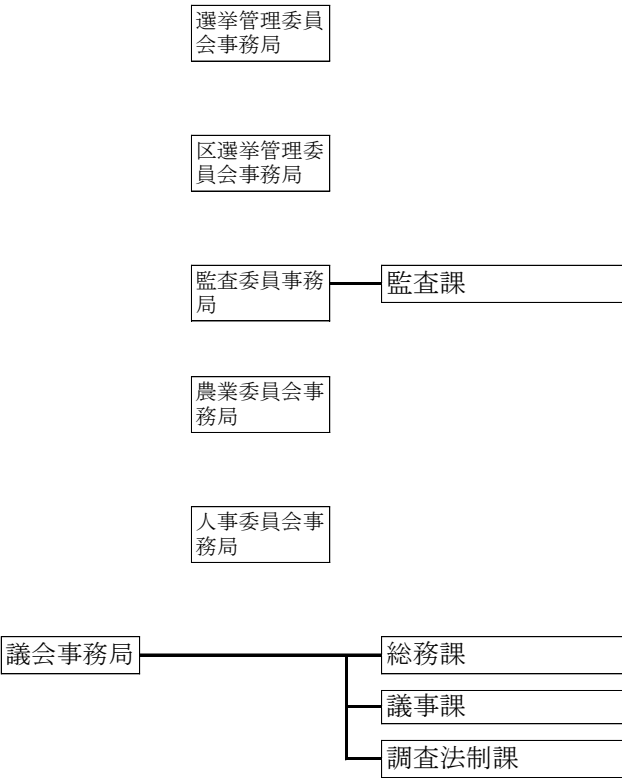 選挙管理委員
会事務局
区選挙管理委
員会事務局
監査委員事務
局
監査課
農業委員会事
務局
人事委員会事
務局
議会事務局
総務課
議事課
調査法制課